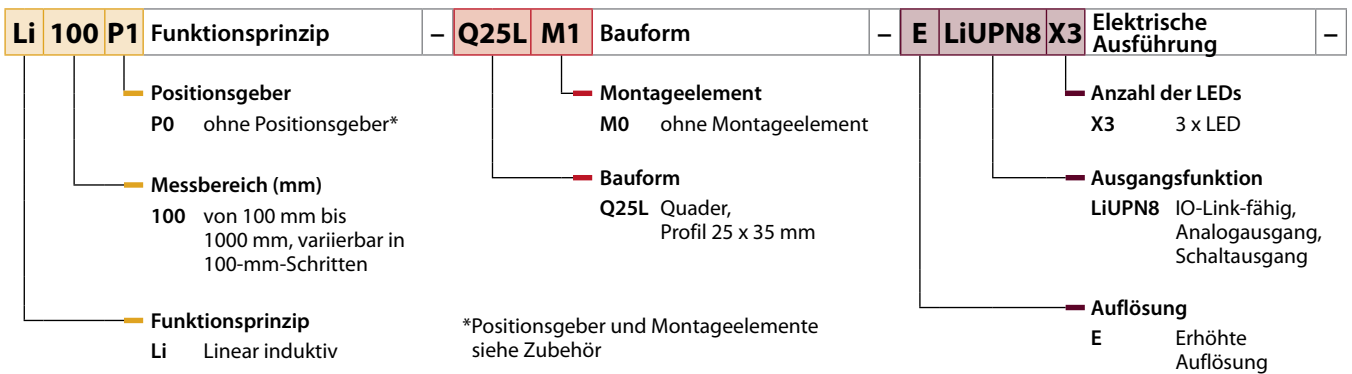 Li 100 P1 Funktionsprinzip – Q25L M1 Bauform – E LiUPN8 X3 Elektrische Ausführung –
Positionsgeber
P0 ohne Positionsgeber*
Messbereich (mm)
100 von 100 mm bis
1000 mm, variierbar in
100-mm-Schritten
Funktionsprinzip
Li Linear induktiv
Montageelement
M0 ohne Montageelement
Bauform
Q25L Quader,
Profil 25 x 35 mm
*Positionsgeber und Montageelemente
siehe Zubehör
Anzahl der LEDs
X3 3 x LED
Ausgangsfunktion
LiUPN8 IO-Link-fähig,
Analogausgang,
Schaltausgang
Auflösung
E Erhöhte
Auflösung